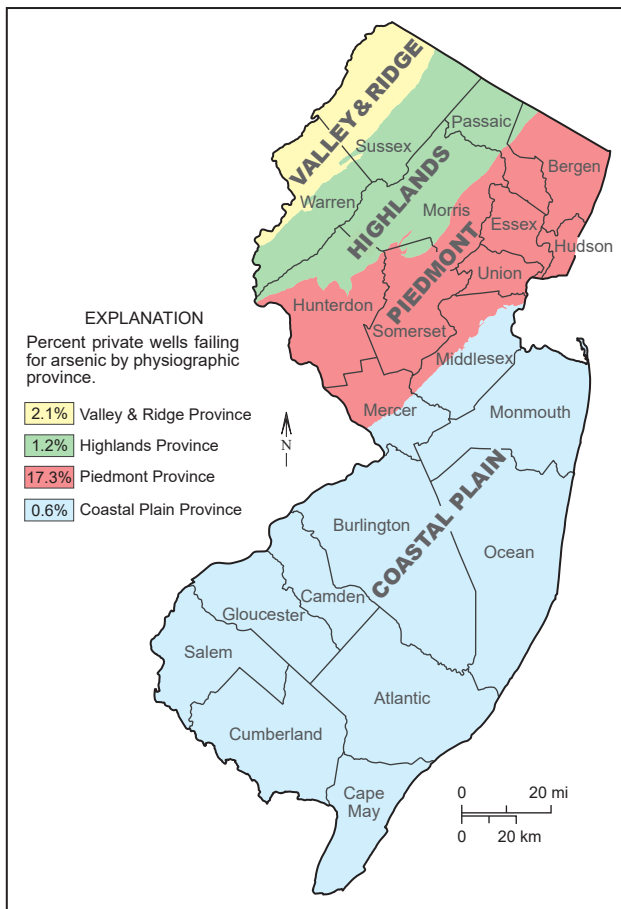 VALLEY & RIDGE
Passaic
Sussex
Bergen
Warren
HIGHLANDS
Morris
Essex
Hudson
PIEDMONT
Union
Hunterdon
Somerset
EXPLANATION
Percent private wells failing
for arsenic by physiographic
province.
2.1% Valley & Ridge Province
1.2% Highlands Province
17.3% Piedmont Province
0.6% Coastal Plain Province
N
Middlesex
Mercer
Monmouth
COASTAL PLAIN
Burlington
Ocean
Camden
Gloucester
Salem
Atlantic
Cumberland
Cape
May
0 20 mi
0 20 km